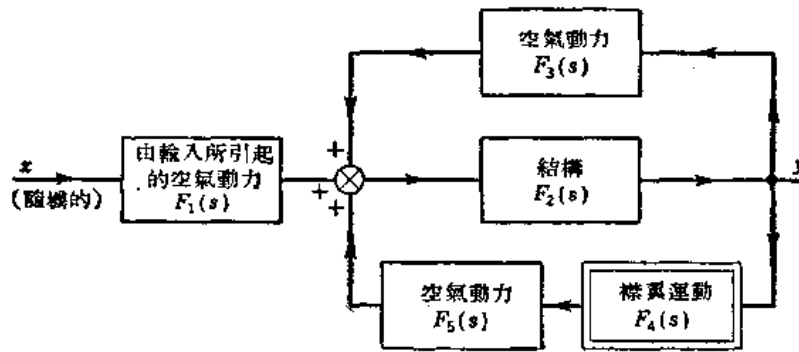 空氣動力
F₃(s)
+
x
(隨機的)
由輸入所引起
的空氣動力
F₁(s)
+
+
結構
F₂(s)
y
空氣動力
F₅(s)
襟翼運動
F₄(s)